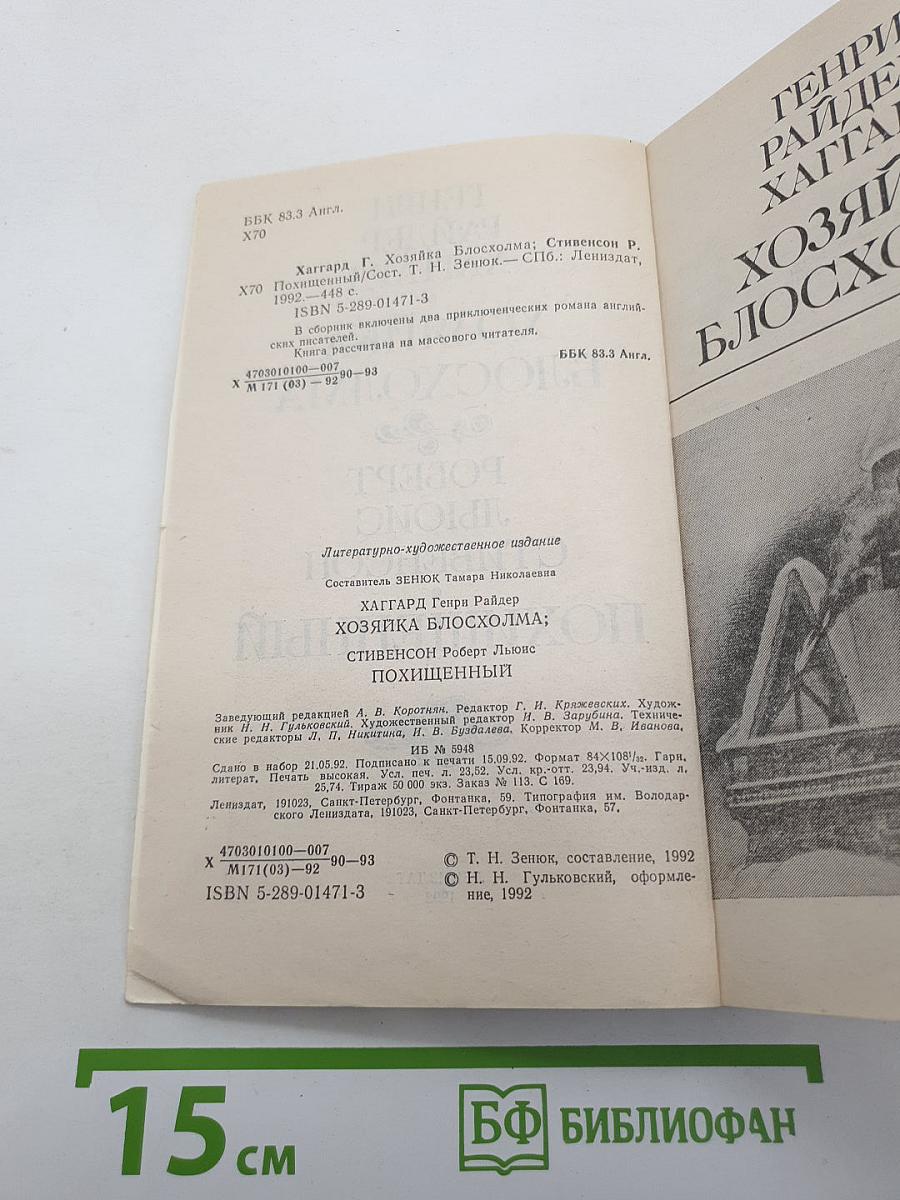 ББК 83.3 Англ.
Х70
Хаггард Г. Хозяйка Блосхолма; Стивенсон Р.
Х70 Похищенный/Сост. Т. Н. Зенюк.— СПб.: Лениздат,
1992.—448 с.
ISBN 5-289-01471-3
В сборник включены два приключенческих романа англий-
ских писателей.
Книга рассчитана на массового читателя.
Х 4703010100—007
М 171 (03) — 92 90—93
ББК 83.3 Англ.
Литературно-художественное издание
Составитель ЗЕНЮК Тамара Николаевна
ХАГГАРД Генри Райдер
ХОЗЯЙКА БЛОСХОЛМА;
СТИВЕНСОН Роберт Льюис
ПОХИЩЕННЫЙ
Заведующий редакцией А. В. Коротнян. Редактор Г. И. Кряжевских. Худож-
ник Н. Н. Гульковский. Художественный редактор И. В. Зарубина. Техниче-
ские редакторы Л. П. Никитина, И. В. Буздалева. Корректор М. В. Иванова.
ИБ № 5948
Сдано в набор 21.05.92. Подписано к печати 15.09.92. Формат 84×108¹/₃₂. Гарн.
литерат. Печать высокая. Усл. печ. л. 23,52. Усл. кр.-отт. 23,94. Уч.-изд. л.
25,74. Тираж 50 000 экз. Заказ № 113. С 169.
Лениздат, 191023, Санкт-Петербург, Фонтанка, 59. Типография им. Володар-
ского Лениздата, 191023, Санкт-Петербург, Фонтанка, 57.
Х 4703010100—007
М171(03)—92 90—93
ISBN 5-289-01471-3
© Т. Н. Зенюк, составление, 1992
© Н. Н. Гульковский, оформле-
ние, 1992
ГЕНРИ
РАЙДЕ
ХАГГА
ХОЗЯЙ
БЛОСХО
15 см
БФ БИБЛИОФАН